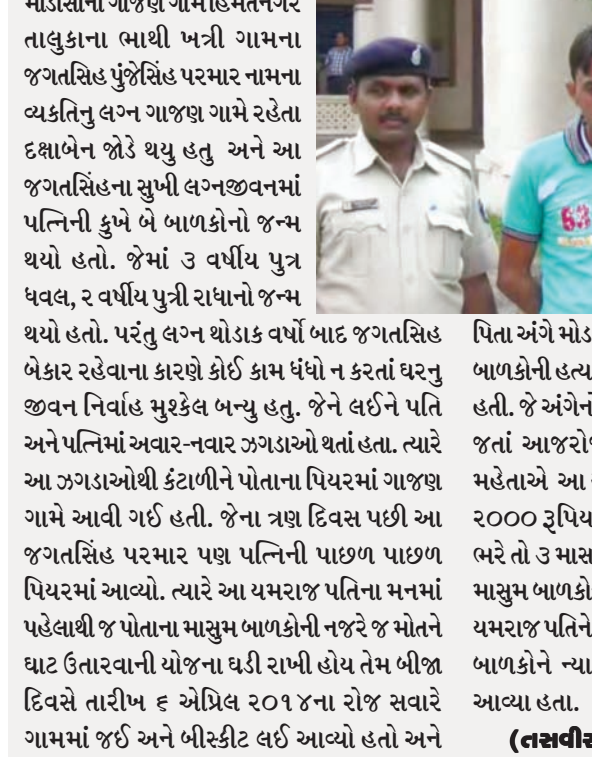 મોડાસાના ગાજણ ગામે હિંમતનગર
તાલુકાના ભાથી ખત્રી ગામના
જગતસિહ પુંજેસિંહ પરમાર નામના
વ્યકતિનુ લગ્ન ગાજણ ગામે રહેતા
દક્ષાબેન જોડે થયુ હતુ અને આ
જગતસિંહના સુખી લગ્નજીવનમાં
પત્નિની કુખે બે બાળકોનો જન્મ
થયો હતો. જેમાં ૩ વર્ષીય પુત્ર
ધવલ, ૨ વર્ષીય પુત્રી રાધાનો જન્મ
થયો હતો. પરંતુ લગ્ન થોડાક વર્ષો બાદ જગતસિહ
બેકાર રહેવાના કારણે કોઈ કામ ધંધો ન કરતાં ઘરનુ
જીવન નિર્વાહ મુશ્કેલ બન્યુ હતુ. જેને લઈને પતિ
અને પત્નિમાં અવાર-નવાર ઝગડાઓ થતાં હતા. ત્યારે
આ ઝગડાઓથી કંટાળીને પોતાના પિયરમાં ગાજણ
ગામે આવી ગઈ હતી. જેના ત્રણ દિવસ પછી આ
જગતસિંહ પરમાર પણ પત્નિની પાછળ પાછળ
પિયરમાં આવ્યો. ત્યારે આ યમરાજ પતિના મનમાં
પહેલાથી જ પોતાના માસુમ બાળકોની નજરે જ મોતને
ઘાટ ઉતારવાની યોજના ઘડી રાખી હોય તેમ બીજા
દિવસે તારીખ ૬ એપ્રિલ ૨૦૧૪ના રોજ સવારે
ગામમાં જઈ અને બીસ્કીટ લઈ આવ્યો હતો અને
63
પિતા અંગે મોડ
બાળકોની હત્યા
હતી. જે અંગેનો
જતાં આજરોજ
મહેતાએ આ
૨૦૦૦ રૂપિય
ભરે તો ૩ માસ
માસુમ બાળકો
યમરાજ પતિને
બાળકોને ન્યા
આવ્યા હતા.
(તસવીર